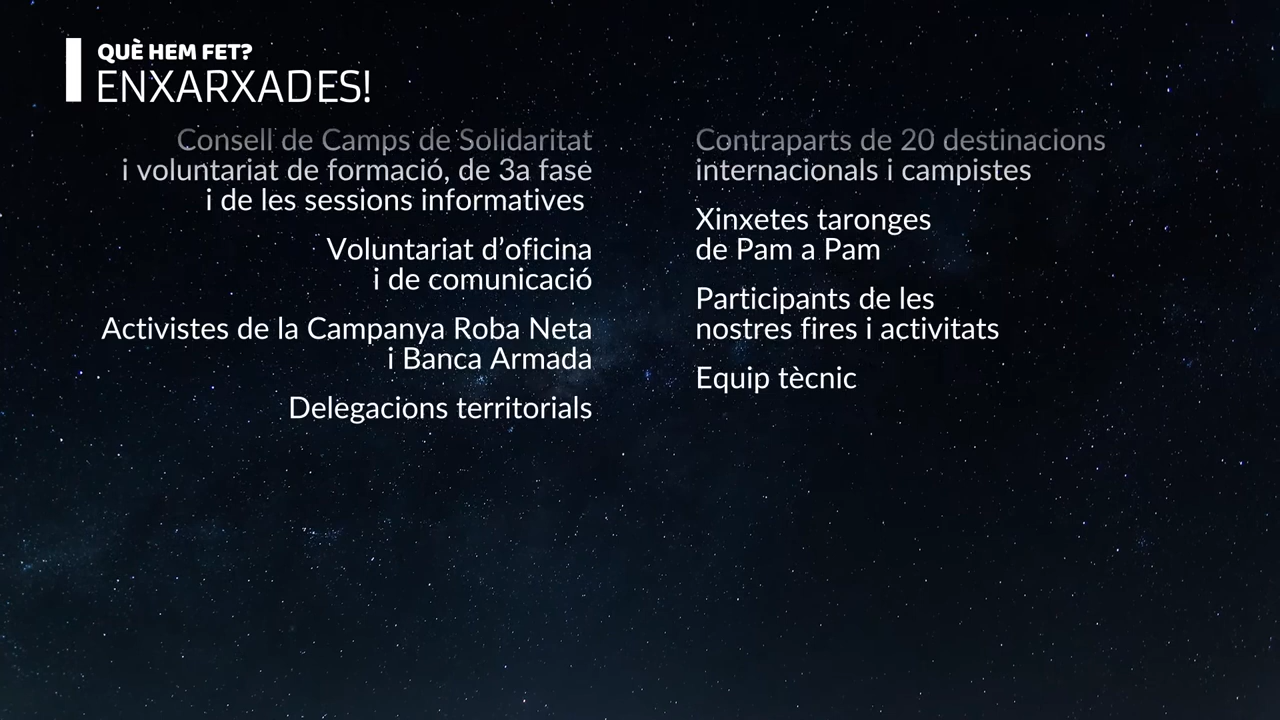 QUÈ HEM FET?
ENXARXADES!
Consell de Camps de Solidaritat
i voluntariat de formació, de 3a fase
i de les sessions informatives
Voluntariat d’oficina
i de comunicació
Activistes de la Campanya Roba Neta
i Banca Armada
Delegacions territorials
Contraparts de 20 destinacions
internacionals i campistes
Xinxetes taronges
de Pam a Pam
Participants de les
nostres fires i activitats
Equip tècnic